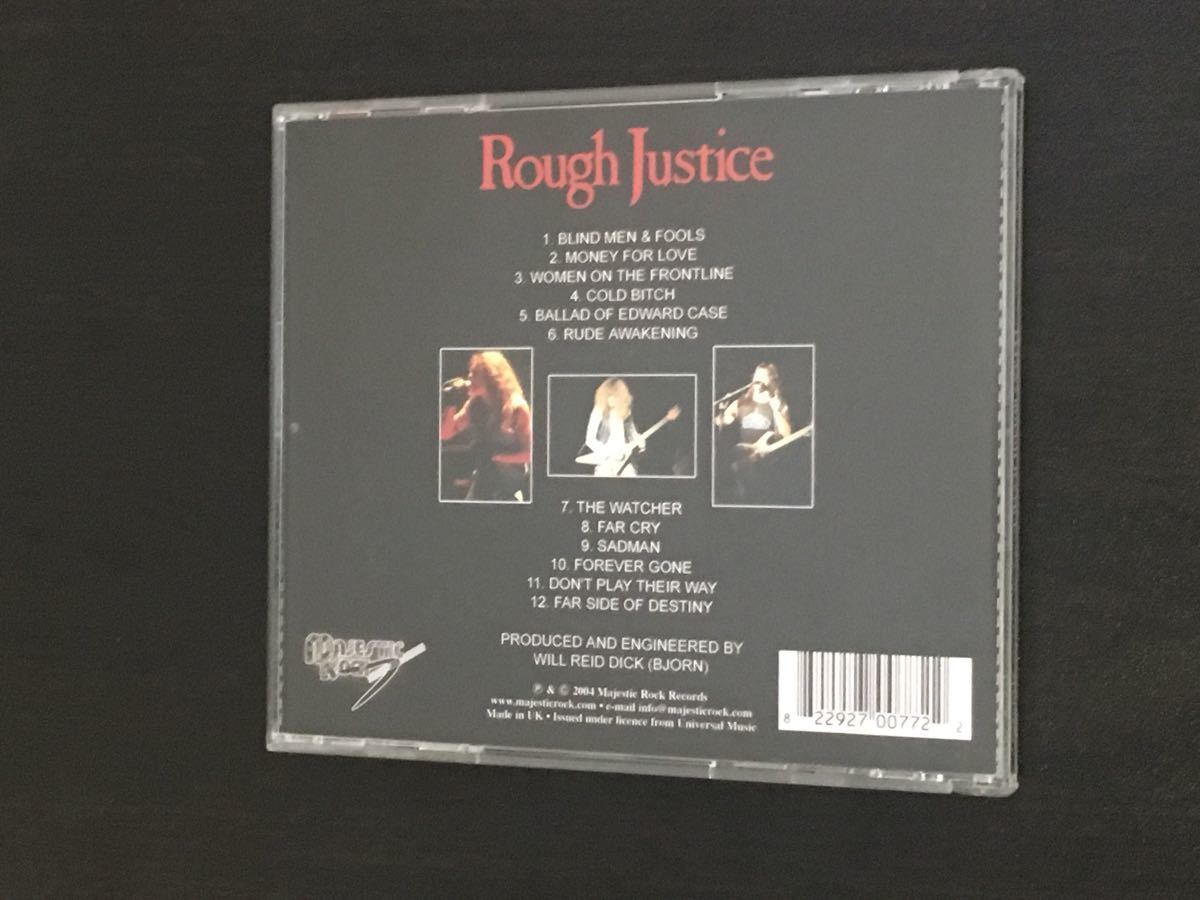 Rough Justice
1. BLIND MEN & FOOLS
2. MONEY FOR LOVE
3. WOMEN ON THE FRONTLINE
4. COLD BITCH
5. BALLAD OF EDWARD CASE
6. RUDE AWAKENING
7. THE WATCHER
8. FAR CRY
9. SADMAN
10. FOREVER GONE
11. DON'T PLAY THEIR WAY
12. FAR SIDE OF DESTINY
PRODUCED AND ENGINEERED BY
WILL REID DICK (BJORN)
℗ & © 2004 Majestic Rock Records
www.majesticrock.com • e-mail info@majesticrock.com
Made in UK • Issued under licence from Universal Music
MAJESTIC
ROCK
8 22927 00772 2